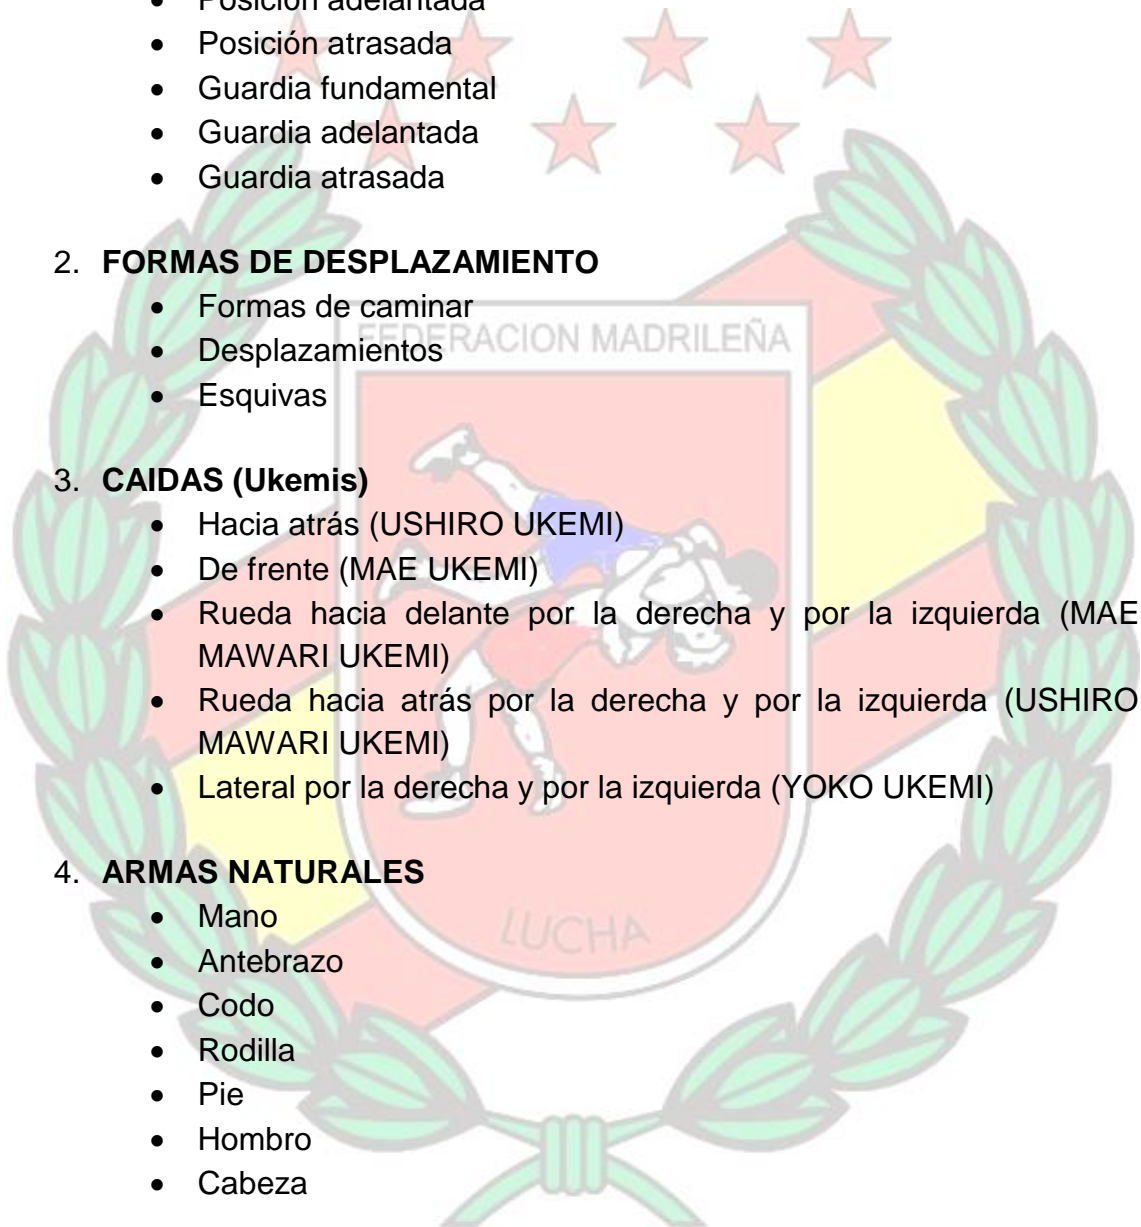 • Posición adelantada
• Posición atrasada
• Guardia fundamental
• Guardia adelantada
• Guardia atrasada
2. FORMAS DE DESPLAZAMIENTO
• Formas de caminar
FEDERACION MADRILEÑA
• Desplazamientos
• Esquivas
3. CAIDAS (Ukemis)
• Hacia atrás (USHIRO UKEMI)
• De frente (MAE UKEMI)
• Rueda hacia delante por la derecha y por la izquierda (MAE
MAWARI UKEMI)
• Rueda hacia atrás por la derecha y por la izquierda (USHIRO
MAWARI UKEMI)
• Lateral por la derecha y por la izquierda (YOKO UKEMI)
4. ARMAS NATURALES
• Mano
LUCHA
• Antebrazo
• Codo
• Rodilla
• Pie
• Hombro
• Cabeza